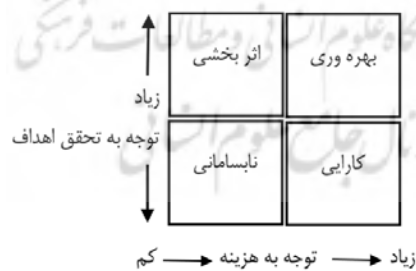 بهره وری
اثر بخشی
زیاد
توجه به تحقق اهداف
کارایی
نابسامانی
زیاد
توجه به هزینه
کم